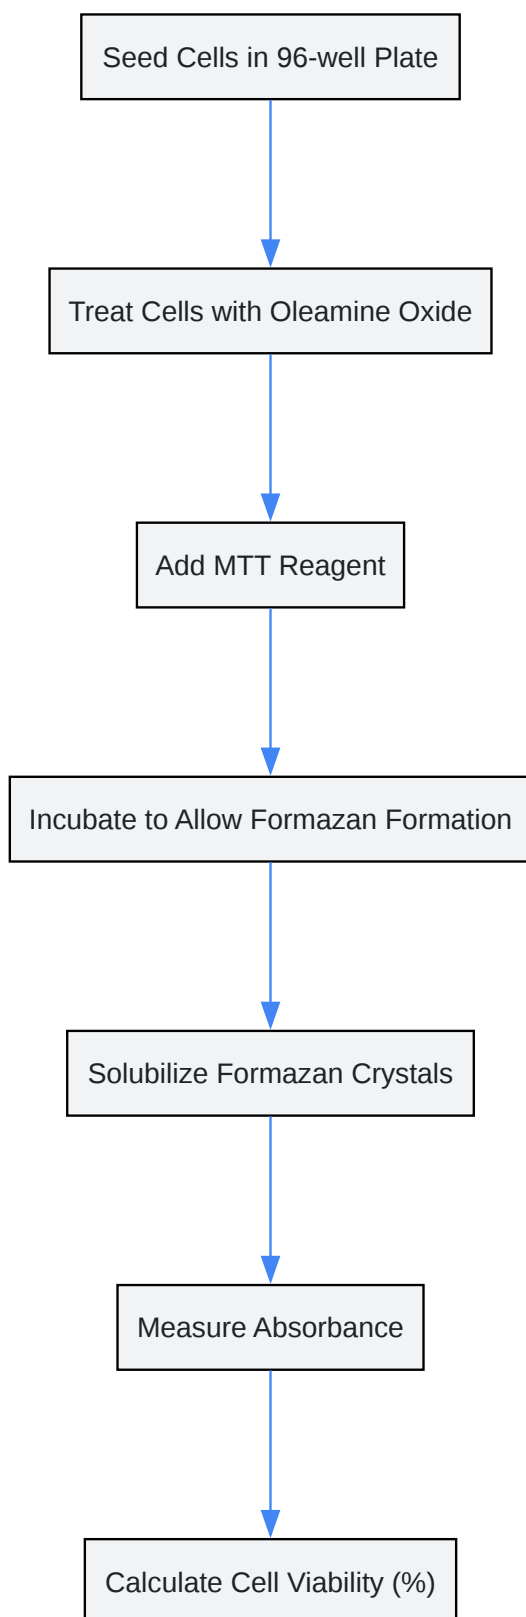 Seed Cells in 96-well Plate
Treat Cells with Oleamine Oxide
Add MTT Reagent
Incubate to Allow Formazan Formation
Solubilize Formazan Crystals
Measure Absorbance
Calculate Cell Viability (%)